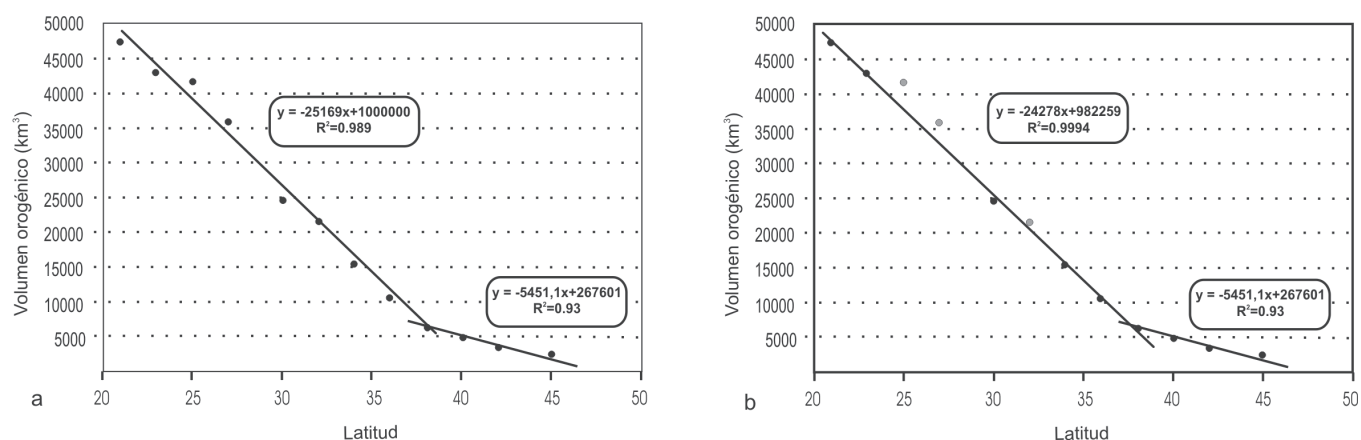 50000
45000
40000
35000
30000
25000
20000
15000
10000
5000
Volumen orogénico (km³)
y = -25169x+1000000
R²=0.989
y = -5451,1x+267601
R²=0.93
20
25
30
35
40
45
50
a
Latitud
50000
45000
40000
35000
30000
25000
20000
15000
10000
5000
Volumen orogénico (km³)
y = -24278x+982259
R²=0.9994
y = -5451,1x+267601
R²=0.93
20
25
30
35
40
45
50
b
Latitud